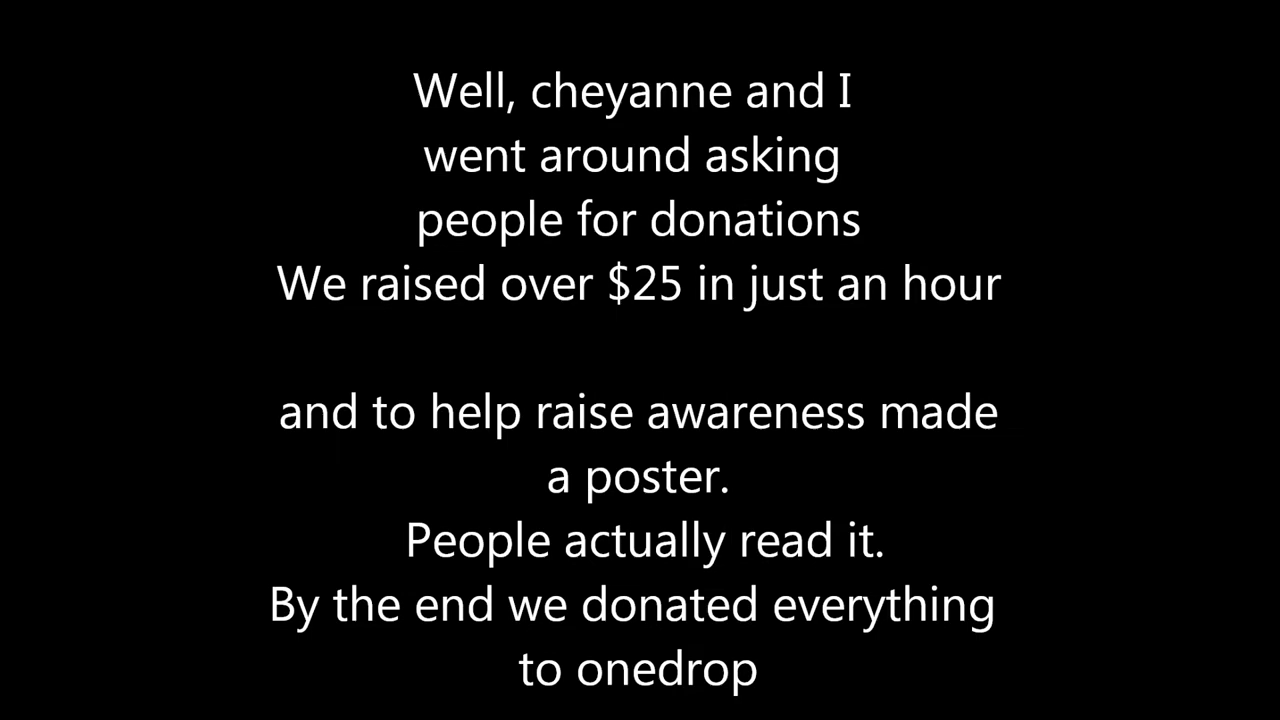 Well, cheyanne and I
went around asking
people for donations
We raised over $25 in just an hour
and to help raise awareness made
a poster.
People actually read it.
By the end we donated everything
to onedrop